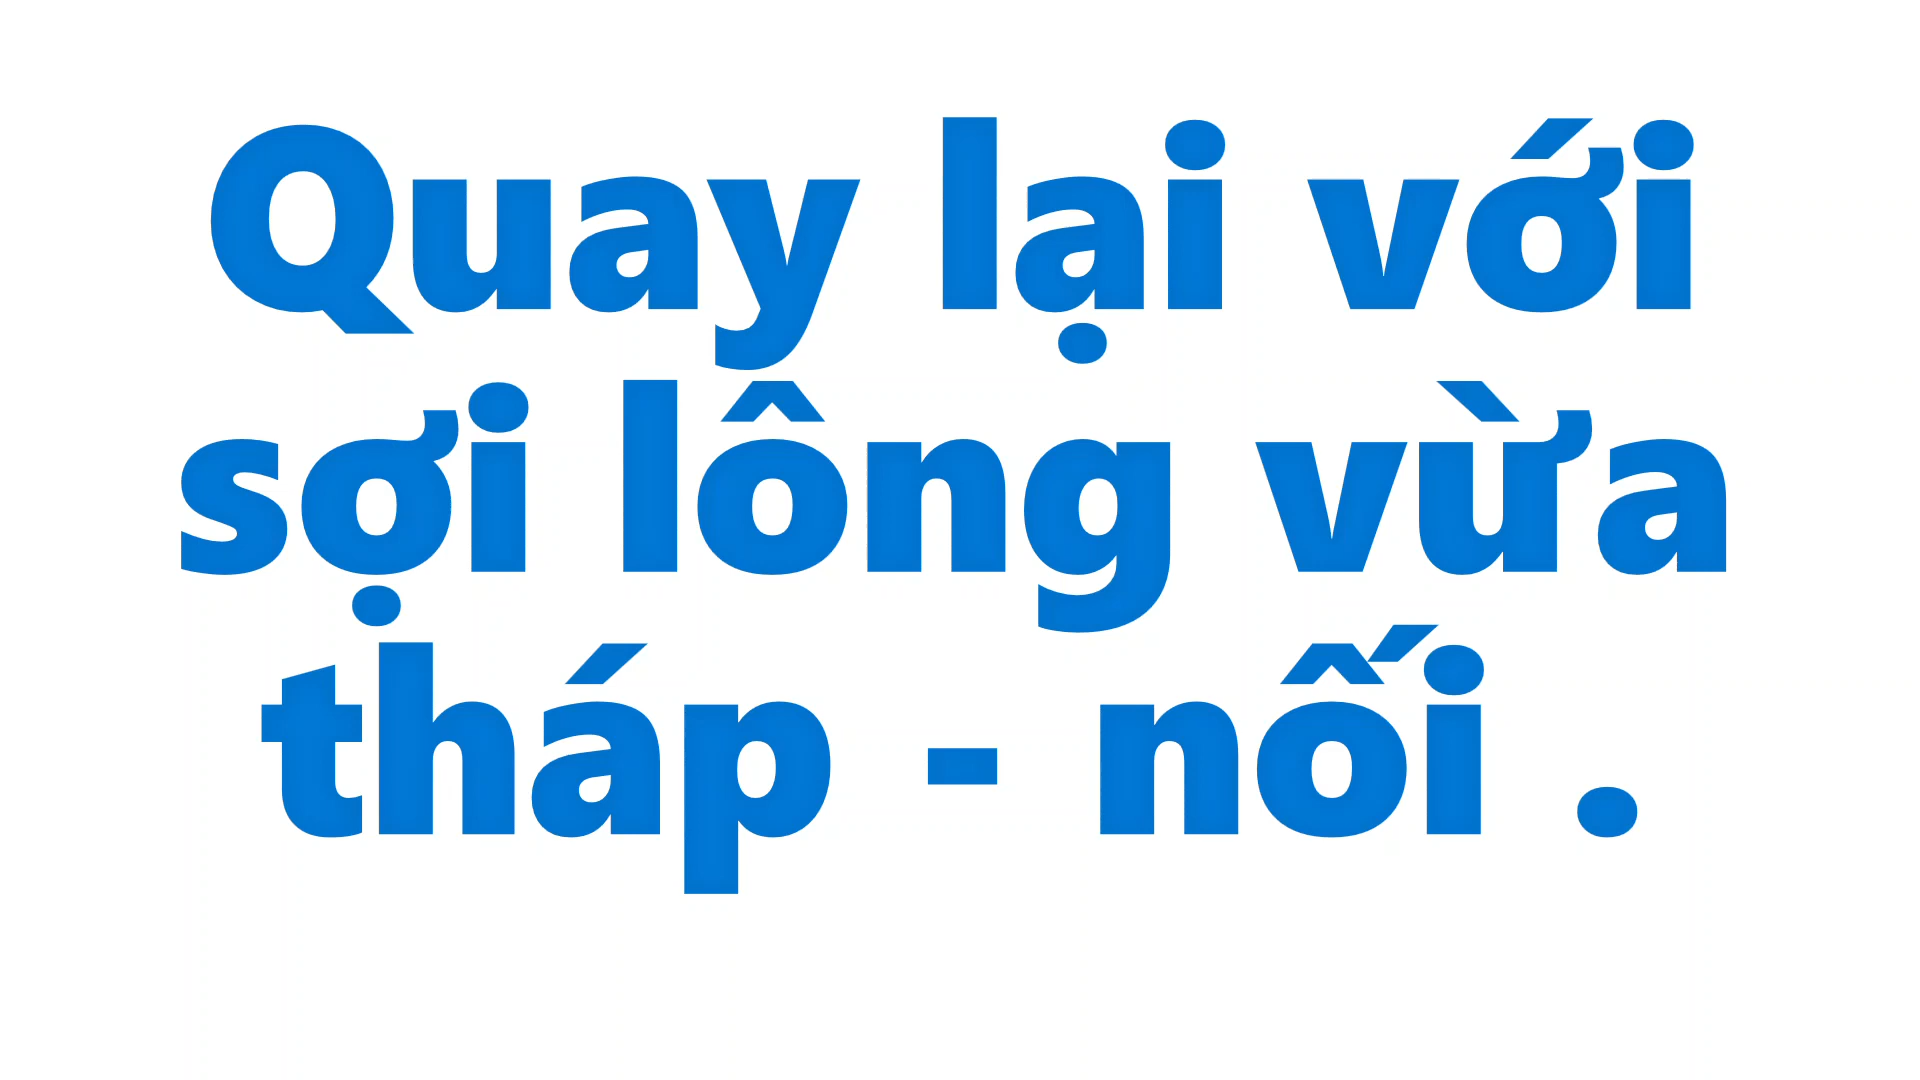 Quay lại với
sợi lông vừa
tháp - nối .